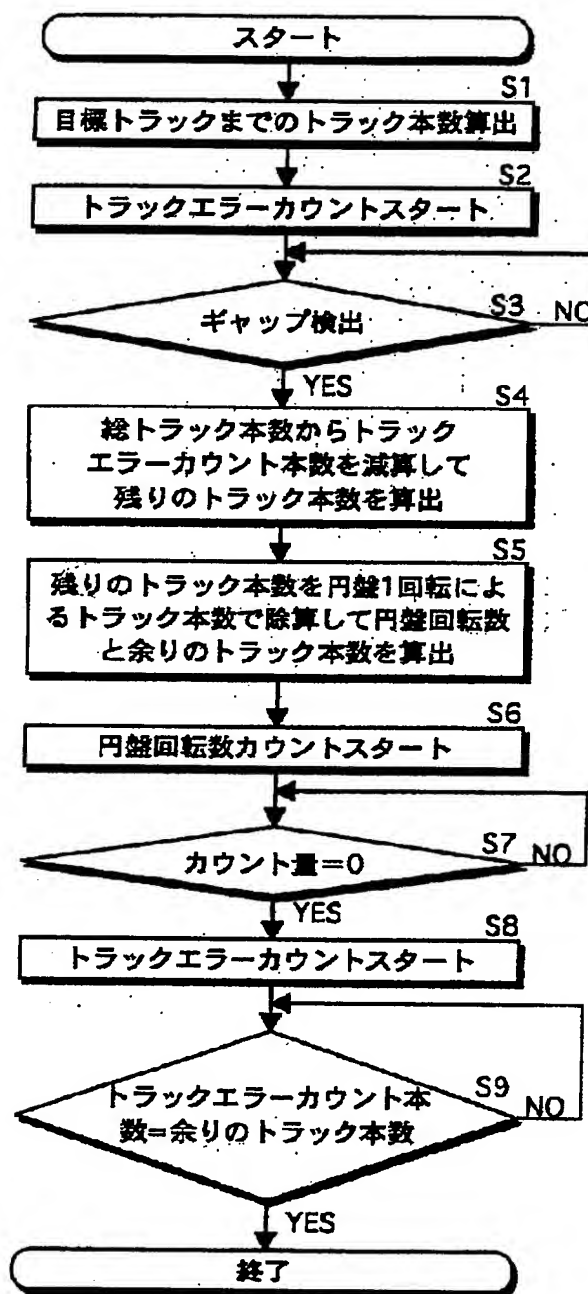 スタート
S1
目標トラックまでのトラック本数算出
S2
トラックエラーカウントスタート
ギャップ検出
S3
NO
YES
S4
総トラック本数からトラック
エラーカウント本数を減算して
残りのトラック本数を算出
S5
残りのトラック本数を円盤1回転によ
るトラック本数で除算して円盤回転数
と余りのトラック本数を算出
S6
円盤回転数カウントスタート
カウント量=0
S7
NO
YES
S8
トラックエラーカウントスタート
トラックエラーカウント本
数=余りのトラック本数
S9
NO
YES
終了